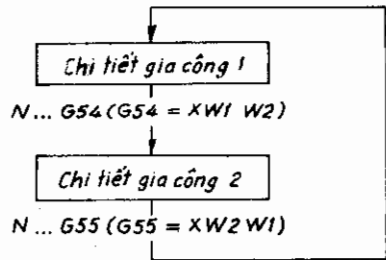 Chi tiết gia công 1
N... G54 (G54 = XW1 W2)
Chi tiết gia công 2
N... G55 (G55 = XW2 W1)